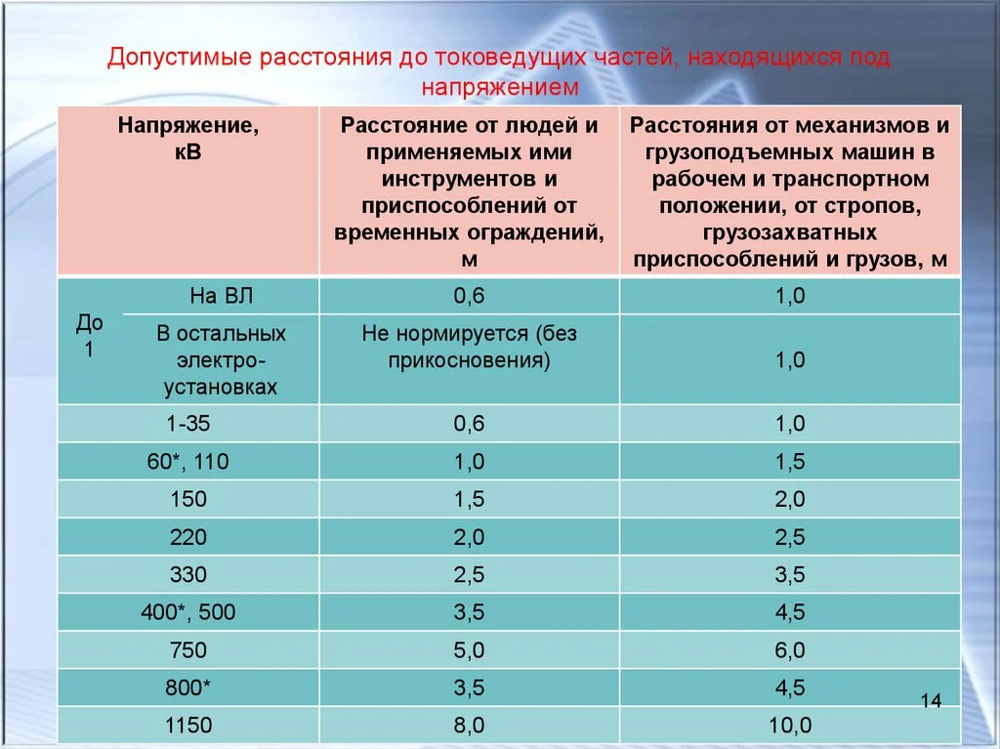 Допустимые расстояния до токоведущих частей, находящихся под
напряжением
Напряжение,
кВ
Расстояние от людей и
применяемых ими
инструментов и
приспособлений от
временных ограждений,
м
Расстояния от механизмов и
грузоподъемных машин в
рабочем и транспортном
положении, от стропов,
грузозахватных
приспособлений и грузов, м
До
1
На ВЛ
0,6
1,0
В остальных
электро-
установках
Не нормируется (без
прикосновения)
1,0
1-35
0,6
1,0
60*, 110
1,0
1,5
150
1,5
2,0
220
2,0
2,5
330
2,5
3,5
400*, 500
3,5
4,5
750
5,0
6,0
800*
3,5
4,5
14
1150
8,0
10,0